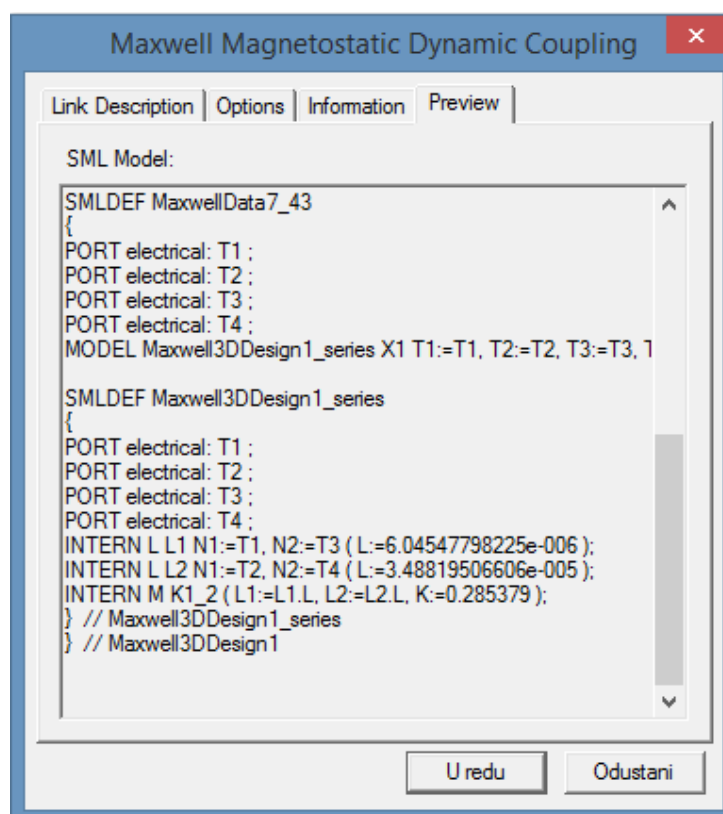 Maxwell Magnetostatic Dynamic Coupling
Link Description Options Information Preview
SML Model:
SMLDEF MaxwellData7_43
{
PORT electrical: T1 ;
PORT electrical: T2 ;
PORT electrical: T3 ;
PORT electrical: T4 ;
MODEL Maxwell3DDesign1_series X1 T1:=T1, T2:=T2, T3:=T3, T
SMLDEF Maxwell3DDesign1_series
{
PORT electrical: T1 ;
PORT electrical: T2 ;
PORT electrical: T3 ;
PORT electrical: T4 ;
INTERN L L1 N1:=T1, N2:=T3 ( L:=6.04547798225e-006 );
INTERN L L2 N1:=T2, N2:=T4 ( L:=3.48819506606e-005 );
INTERN M K1_2 ( L1:=L1.L, L2:=L2.L, K:=0.285379 );
} // Maxwell3DDesign1_series
} // Maxwell3DDesign1
U redu Odustani